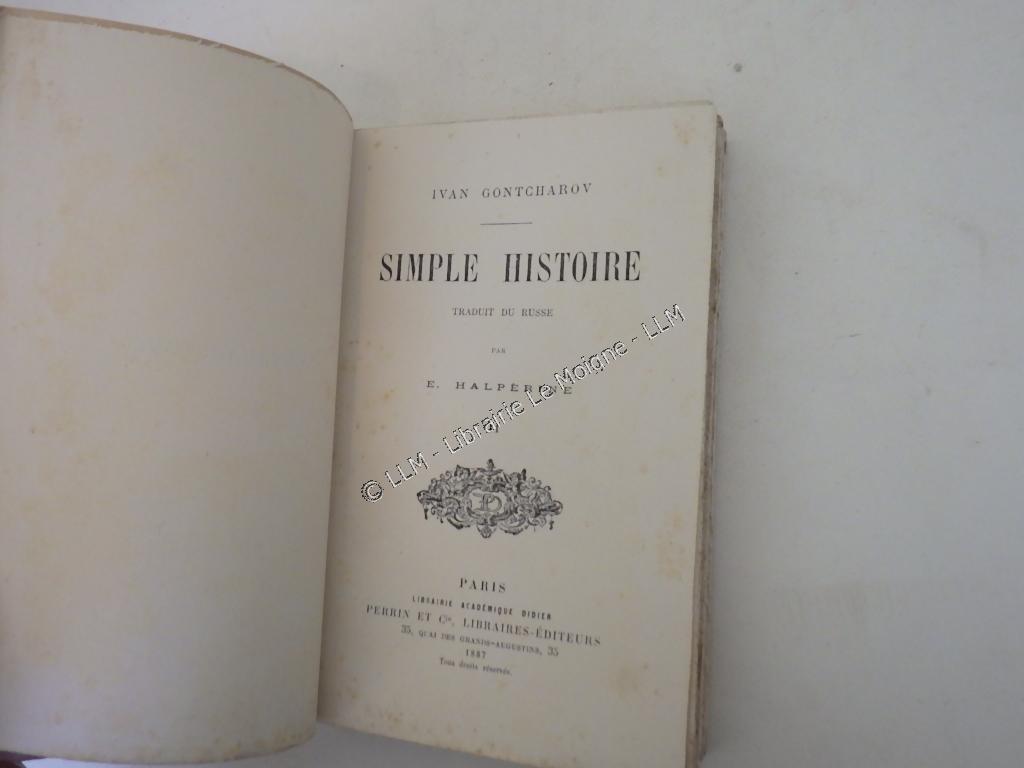 IVAN GONTCHAROV
SIMPLE HISTOIRE
TRADUIT DU RUSSE
PAR
E. HALPÉRINE
© LLM - Librairie Le Moigne - LLM
PARIS
LIBRAIRIE ACADÉMIQUE DIDIER
PERRIN ET Cie, LIBRAIRES-ÉDITEURS
35, QUAI DES GRANDS-AUGUSTINS, 35
1887
Tous droits réservés.